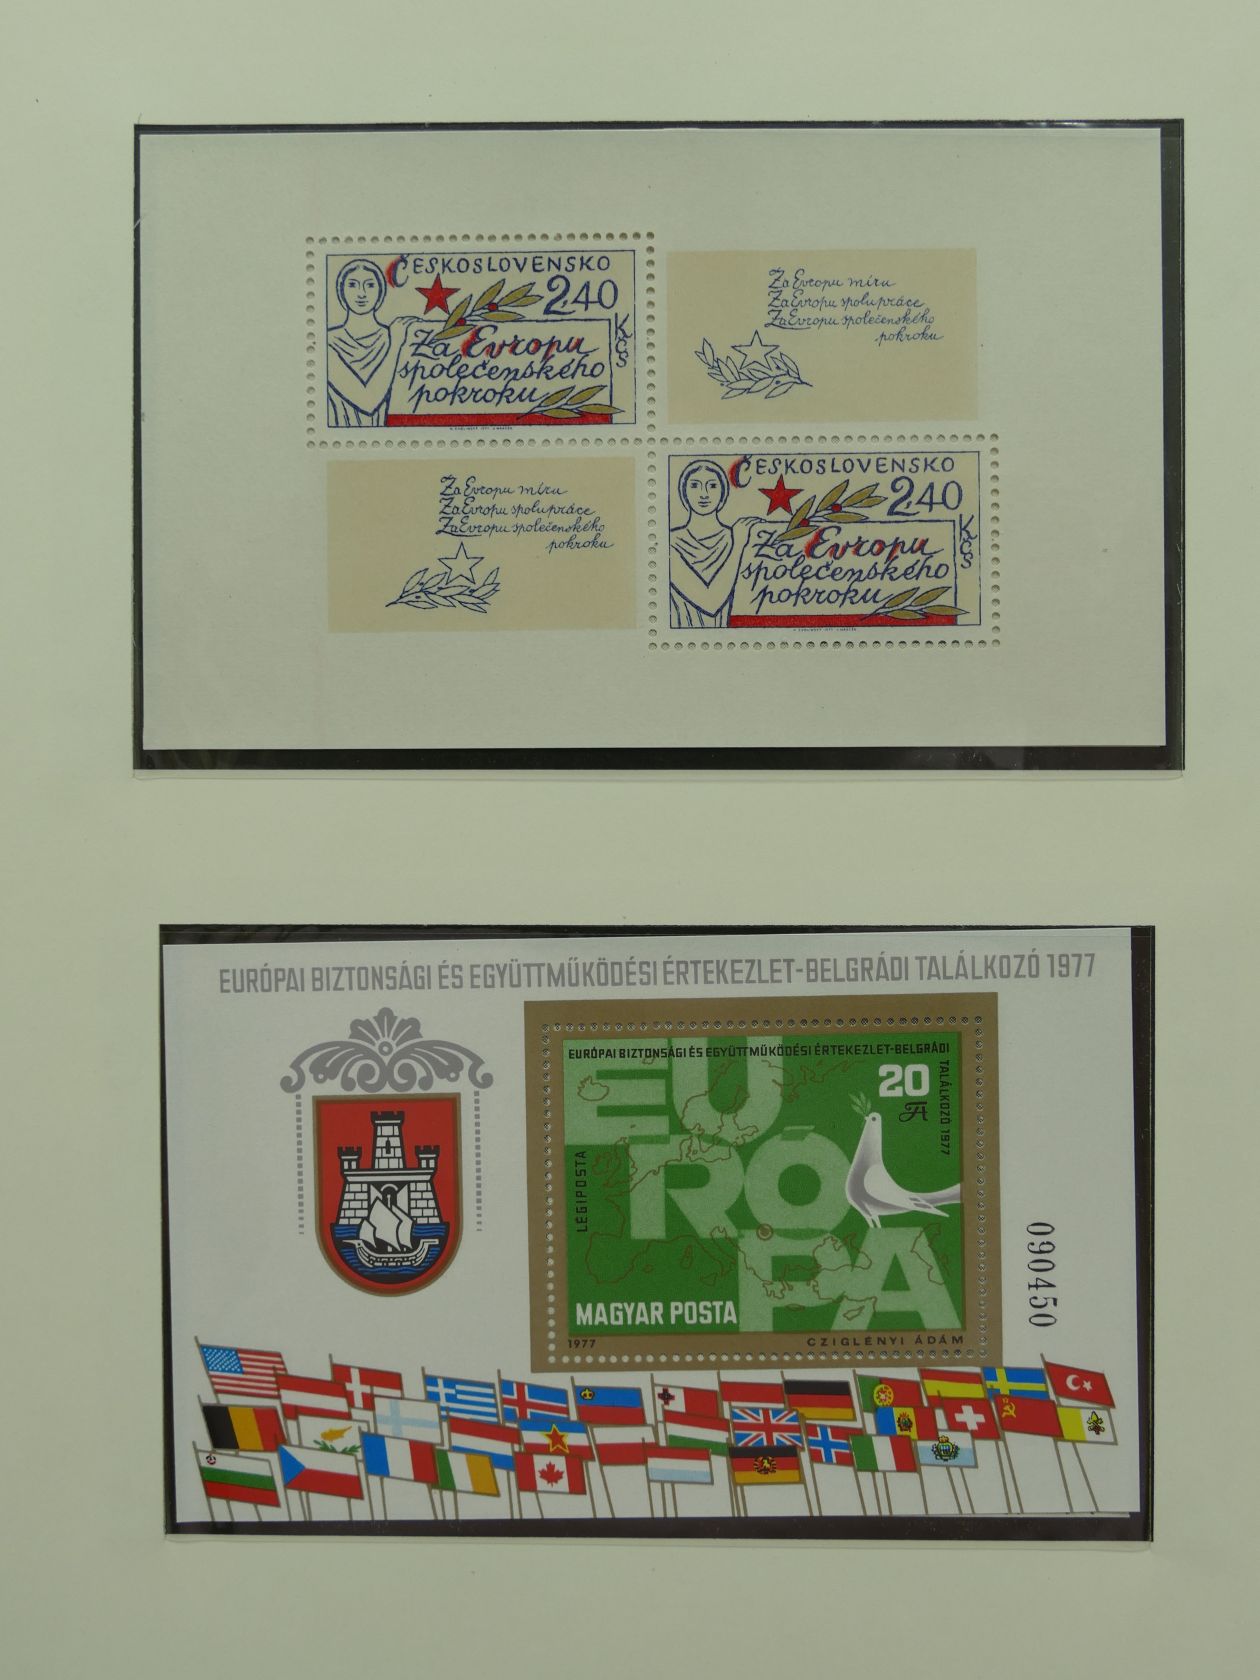 ČESKOSLOVENSKO
2,40
Kčs
Za Evropu
společenského
pokroku
Za Evropu míru
Za Evropu spolupráce
Za Evropu společenského
pokroku
Za Evropu míru
Za Evropu spolupráce
Za Evropu společenského
pokroku
ČESKOSLOVENSKO
2,40
Kčs
Za Evropu
společenského
pokroku
EURÓPAI BIZTONSÁGI ÉS EGYÜTTMŰKÖDÉSI ÉRTEKEZLET-BELGRÁDI TALÁLKOZÓ 1977
EURÓPAI BIZTONSÁGI ÉS EGYÜTTMŰKÖDÉSI ÉRTEKEZLET-BELGRÁDI
TALÁLKOZÓ 1977
20 Ft
EU
RÓ
PA
LÉGIPOSTA
MAGYAR POSTA
1977
CZIGLÉNYI ÁDÁM
090450